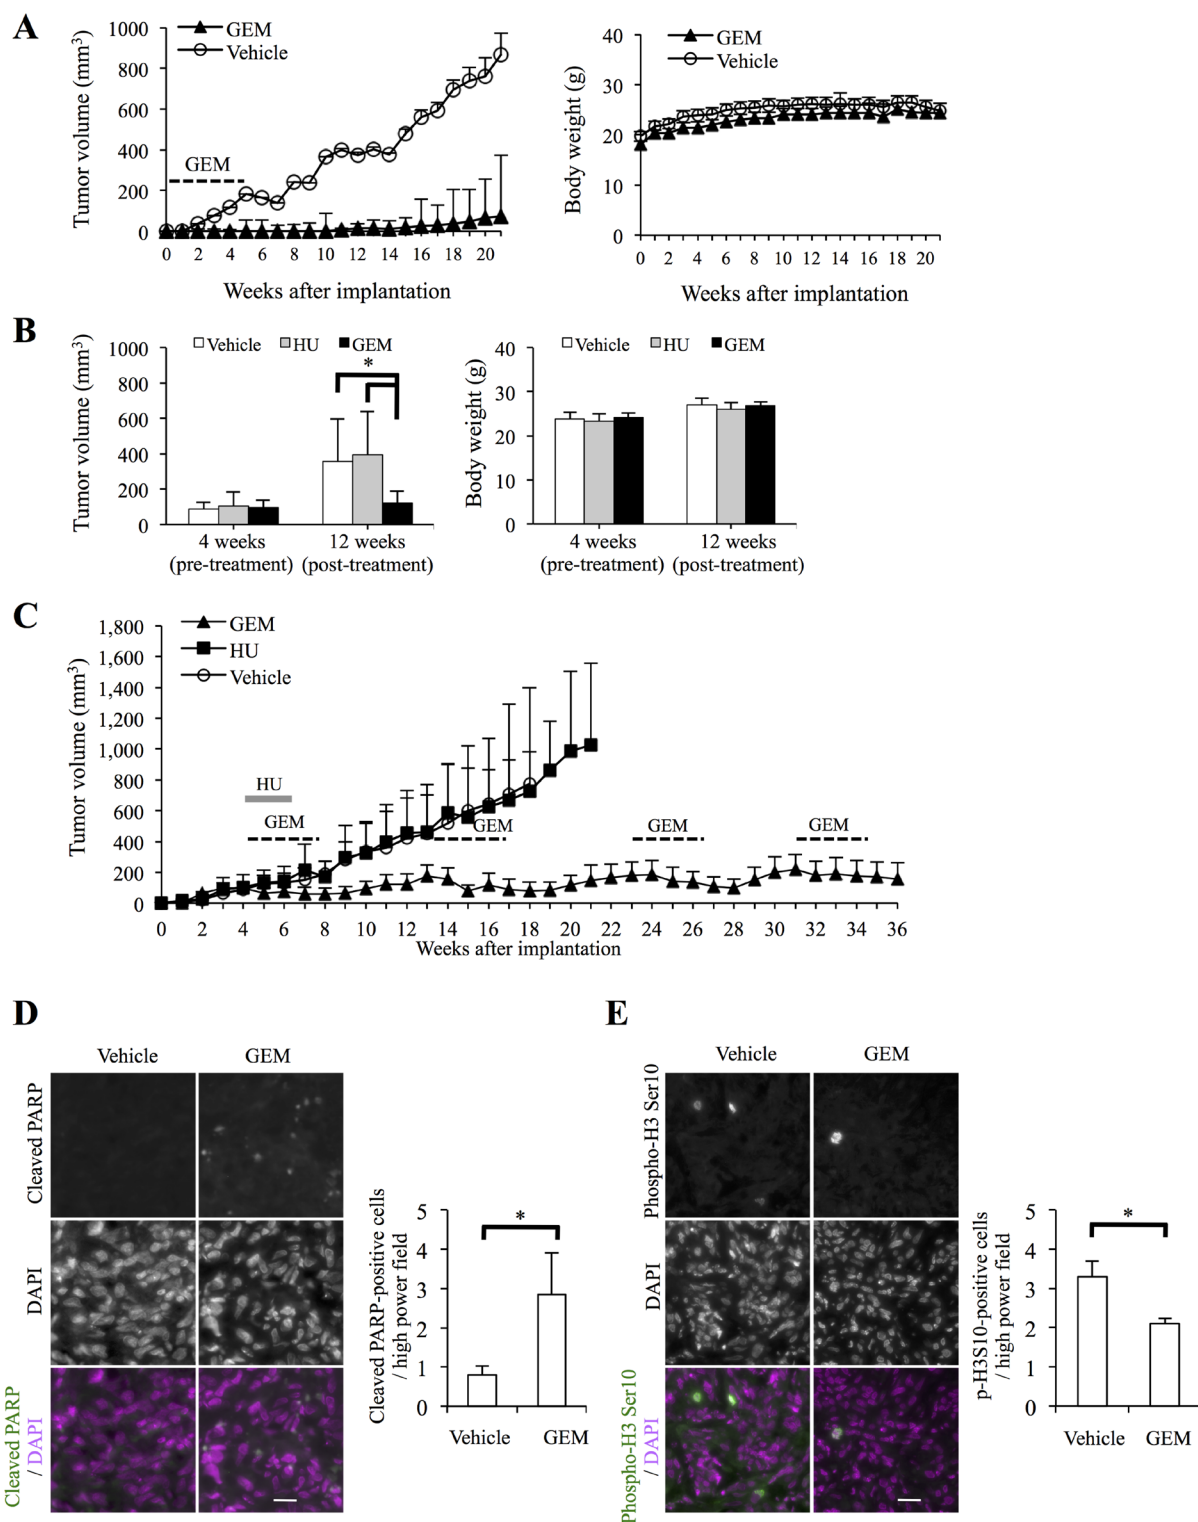 A
Tumor volume (mm3)
1000
800
600
400
200
0
GEM
Vehicle
GEM
0 2 4 6 8 10 12 14 16 18 20
Weeks after implantation
Body weight (g)
40
30
20
10
0
GEM
Vehicle
0 2 4 6 8 10 12 14 16 18 20
Weeks after implantation
B
Tumor volume (mm3)
1000
800
600
400
200
0
Vehicle HU GEM
*
4 weeks 12 weeks
(pre-treatment) (post-treatment)
Body weight (g)
40
30
20
10
0
Vehicle HU GEM
4 weeks 12 weeks
(pre-treatment) (post-treatment)
C
Tumor volume (mm3)
1,800
1,600
1,400
1,200
1,000
800
600
400
200
0
GEM
HU
Vehicle
HU
GEM GEM GEM GEM
0 2 4 6 8 10 12 14 16 18 20 22 24 26 28 30 32 34 36
Weeks after implantation
D
Vehicle GEM
Cleaved PARP
DAPI
Cleaved PARP
/ DAPI
Cleaved PARP-positive cells
/ high power field
5
4
3
2
1
0
*
Vehicle GEM
E
Vehicle GEM
Phospho-H3 Ser10
DAPI
Phospho-H3 Ser10
/ DAPI
p-H3S10-positive cells
/ high power field
5
4
3
2
1
0
*
Vehicle GEM